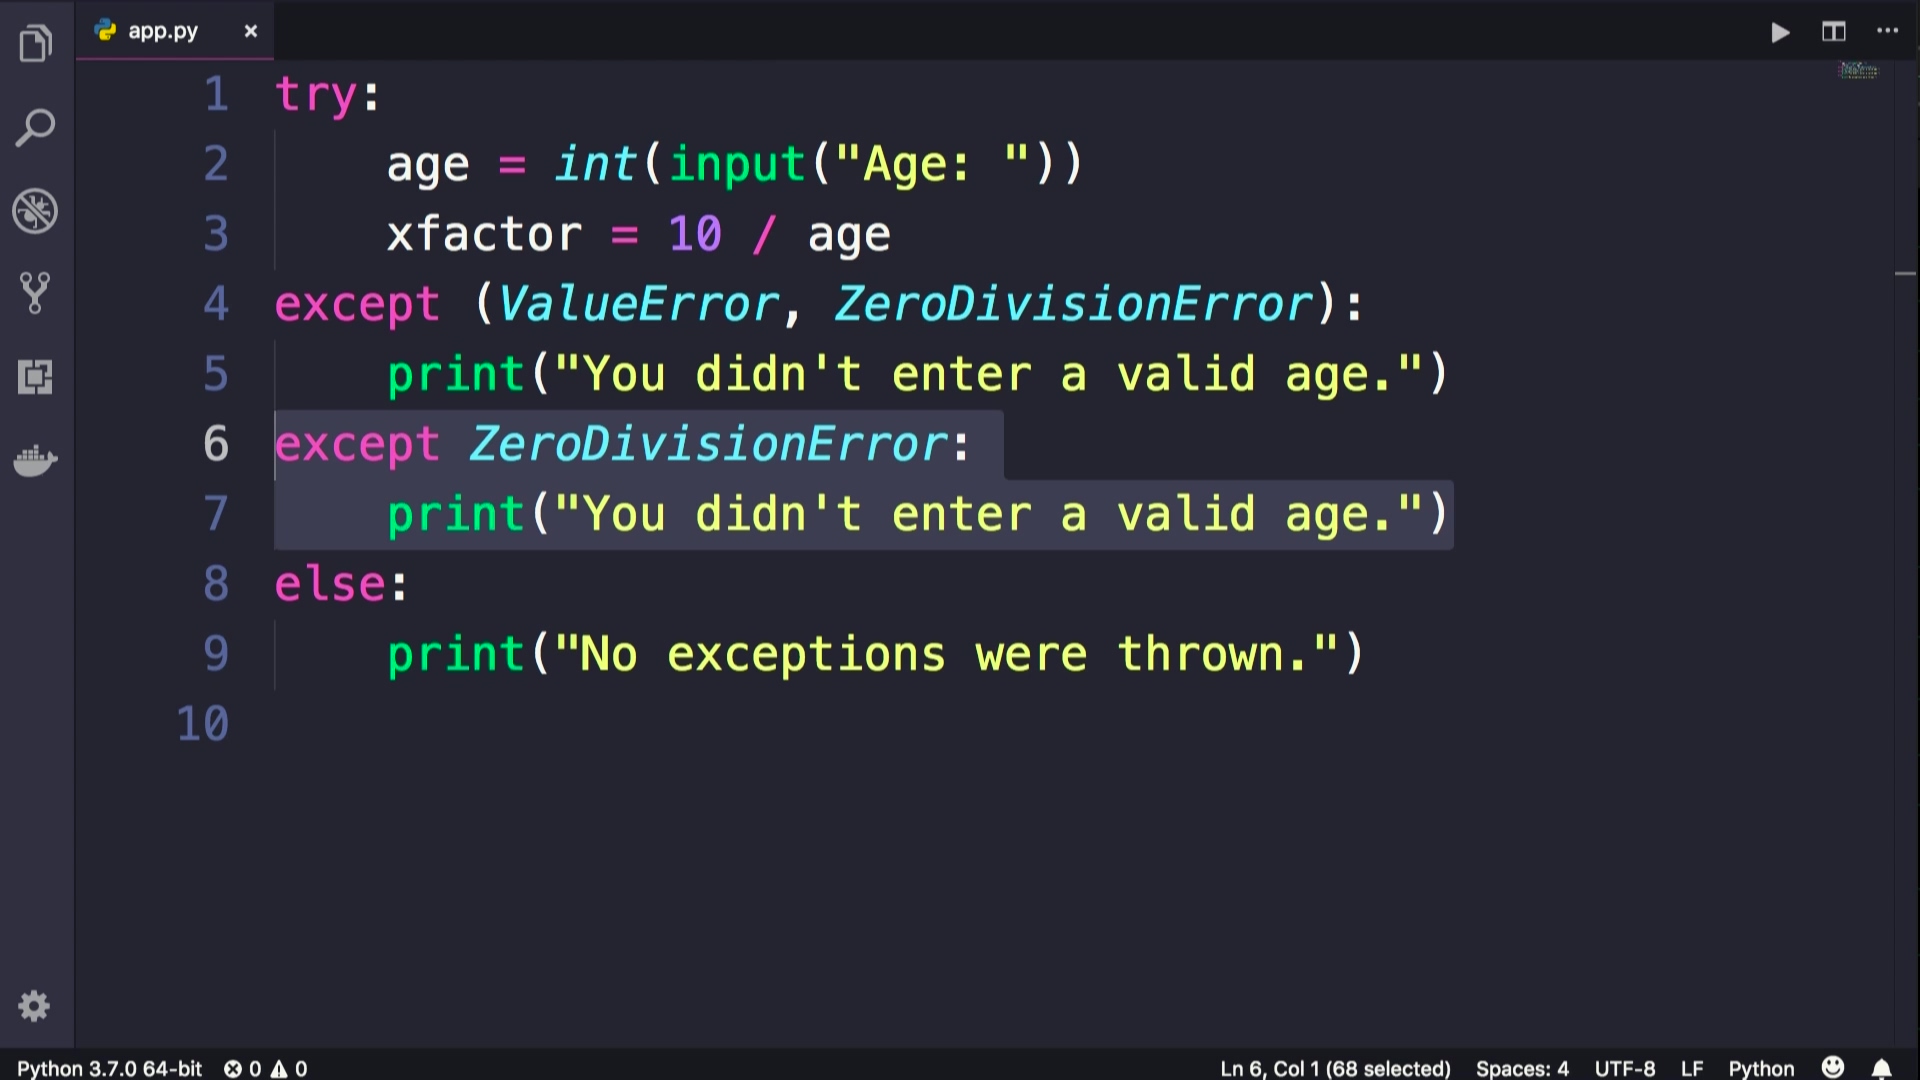 app.py ×
1 try:
2     age = int(input("Age: "))
3     xfactor = 10 / age
4 except (ValueError, ZeroDivisionError):
5     print("You didn't enter a valid age.")
6 except ZeroDivisionError:
7     print("You didn't enter a valid age.")
8 else:
9     print("No exceptions were thrown.")
10
Python 3.7.0 64-bit 0 0 Ln 6, Col 1 (68 selected) Spaces: 4 UTF-8 LF Python